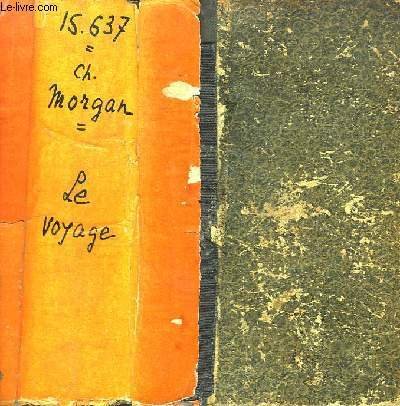 Le-livre.com
15.637
=
Ch.
Morgan
=
Le
Voyage